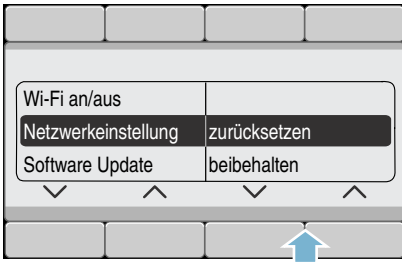 Wi-Fi an/aus
Netzwerkeinstellung zurücksetzen
Software Update beibehalten